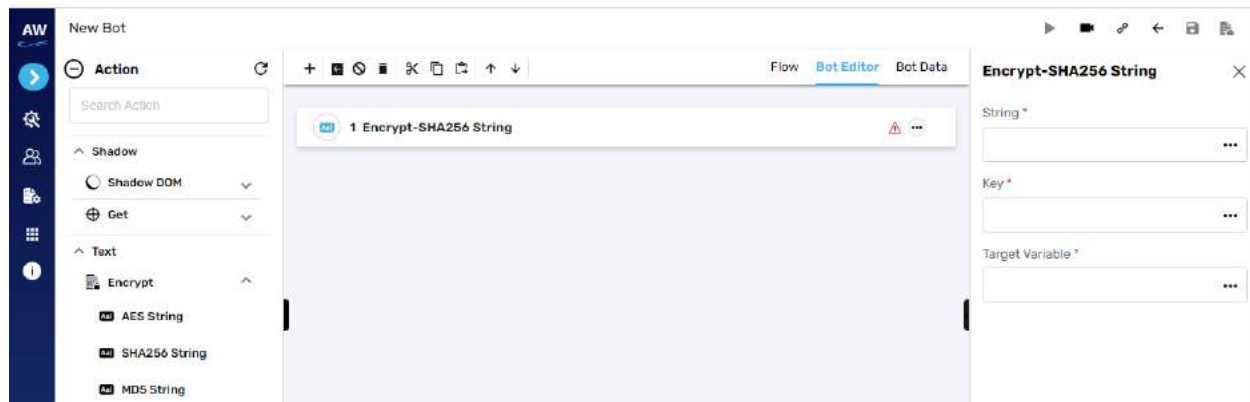 AW
New Bot
Action
Search Action
Shadow
Shadow DOM
Get
Text
Encrypt
AES String
SHA256 String
MD5 String
Flow Bot Editor Bot Data
1 Encrypt-SHA256 String
Encrypt-SHA256 String
String *
Key *
Target Variable *